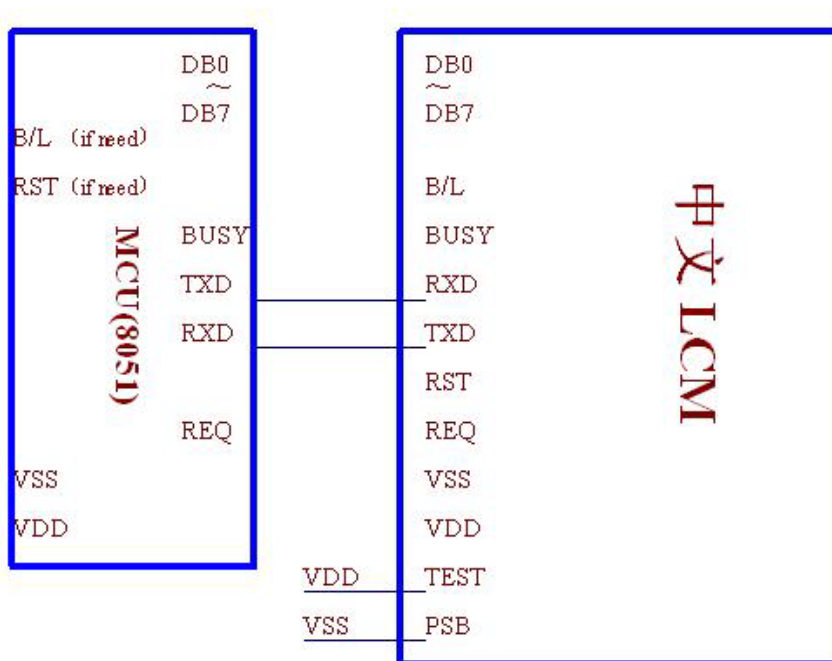 DB0
~
DB7
B/L (if need)
RST (if need)
BUSY
TXD
RXD
REQ
VSS
VDD
MCU(8051)
DB0
~
DB7
B/L
BUSY
RXD
TXD
RST
REQ
VSS
VDD
VDD TEST
VSS PSB
中文 LCM